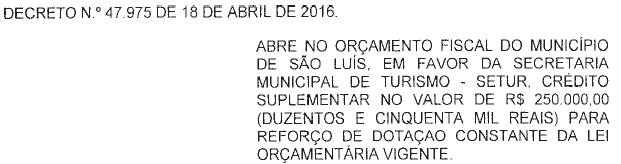 DECRETO N.º 47.975 DE 18 DE ABRIL DE 2016.
ABRE NO ORÇAMENTO FISCAL DO MUNICÍPIO
DE SÃO LUÍS, EM FAVOR DA SECRETARIA
MUNICIPAL DE TURISMO - SETUR, CRÉDITO
SUPLEMENTAR NO VALOR DE R$ 250.000,00
(DUZENTOS E CINQUENTA MIL REAIS) PARA
REFORÇO DE DOTAÇAO CONSTANTE DA LEI
ORÇAMENTÁRIA VIGENTE.